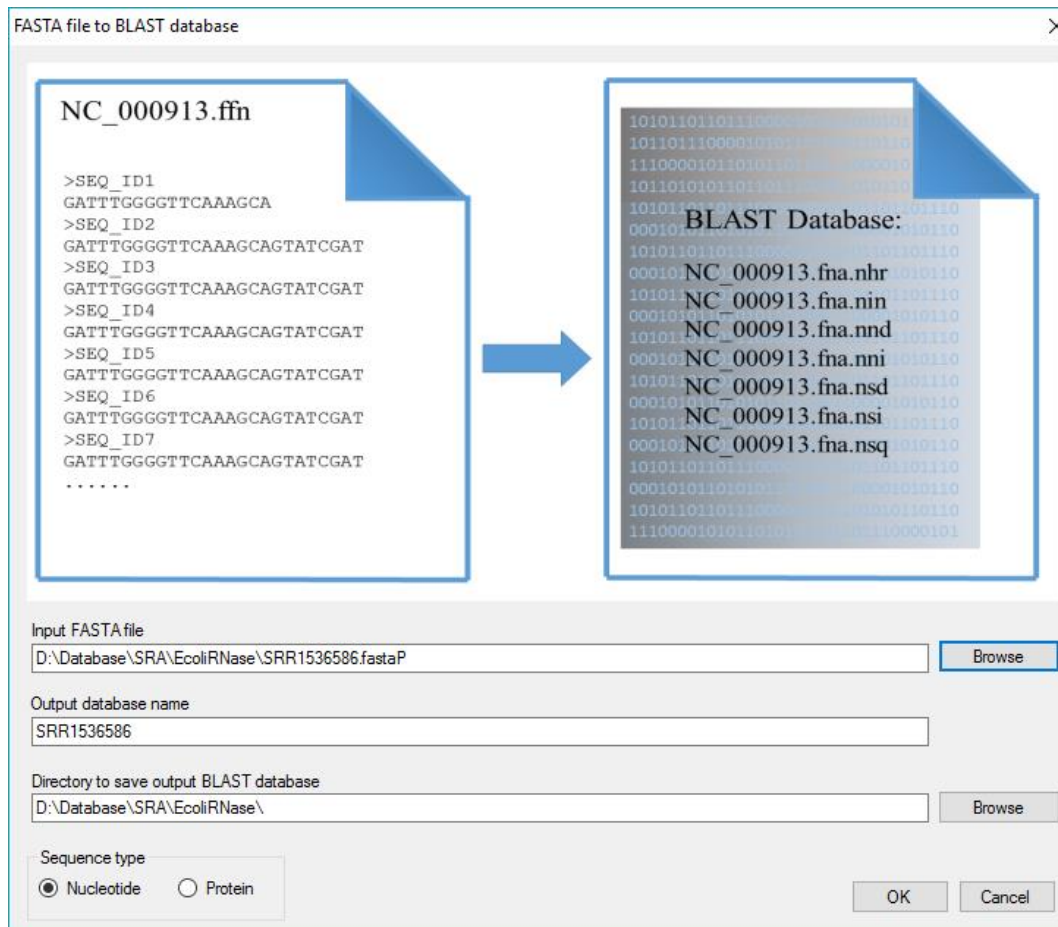 FASTA file to BLAST database
NC_000913.ffn
>SEQ_ID1
GATTTGGGGTTCAAAGCA
>SEQ_ID2
GATTTGGGGTTCAAAGCAGTATCGAT
>SEQ_ID3
GATTTGGGGTTCAAAGCAGTATCGAT
>SEQ_ID4
GATTTGGGGTTCAAAGCAGTATCGAT
>SEQ_ID5
GATTTGGGGTTCAAAGCAGTATCGAT
>SEQ_ID6
GATTTGGGGTTCAAAGCAGTATCGAT
>SEQ_ID7
GATTTGGGGTTCAAAGCAGTATCGAT
......
BLAST Database:
NC_000913.fna.nhr
NC_000913.fna.nin
NC_000913.fna.nnd
NC_000913.fna.nni
NC_000913.fna.nsd
NC_000913.fna.nsi
NC_000913.fna.nsq
Input FASTA file
D:\Database\SRA\EcoliRNase\SRR1536586.fastaP
Browse
Output database name
SRR1536586
Directory to save output BLAST database
D:\Database\SRA\EcoliRNase\
Browse
Sequence type
Nucleotide Protein
OK Cancel